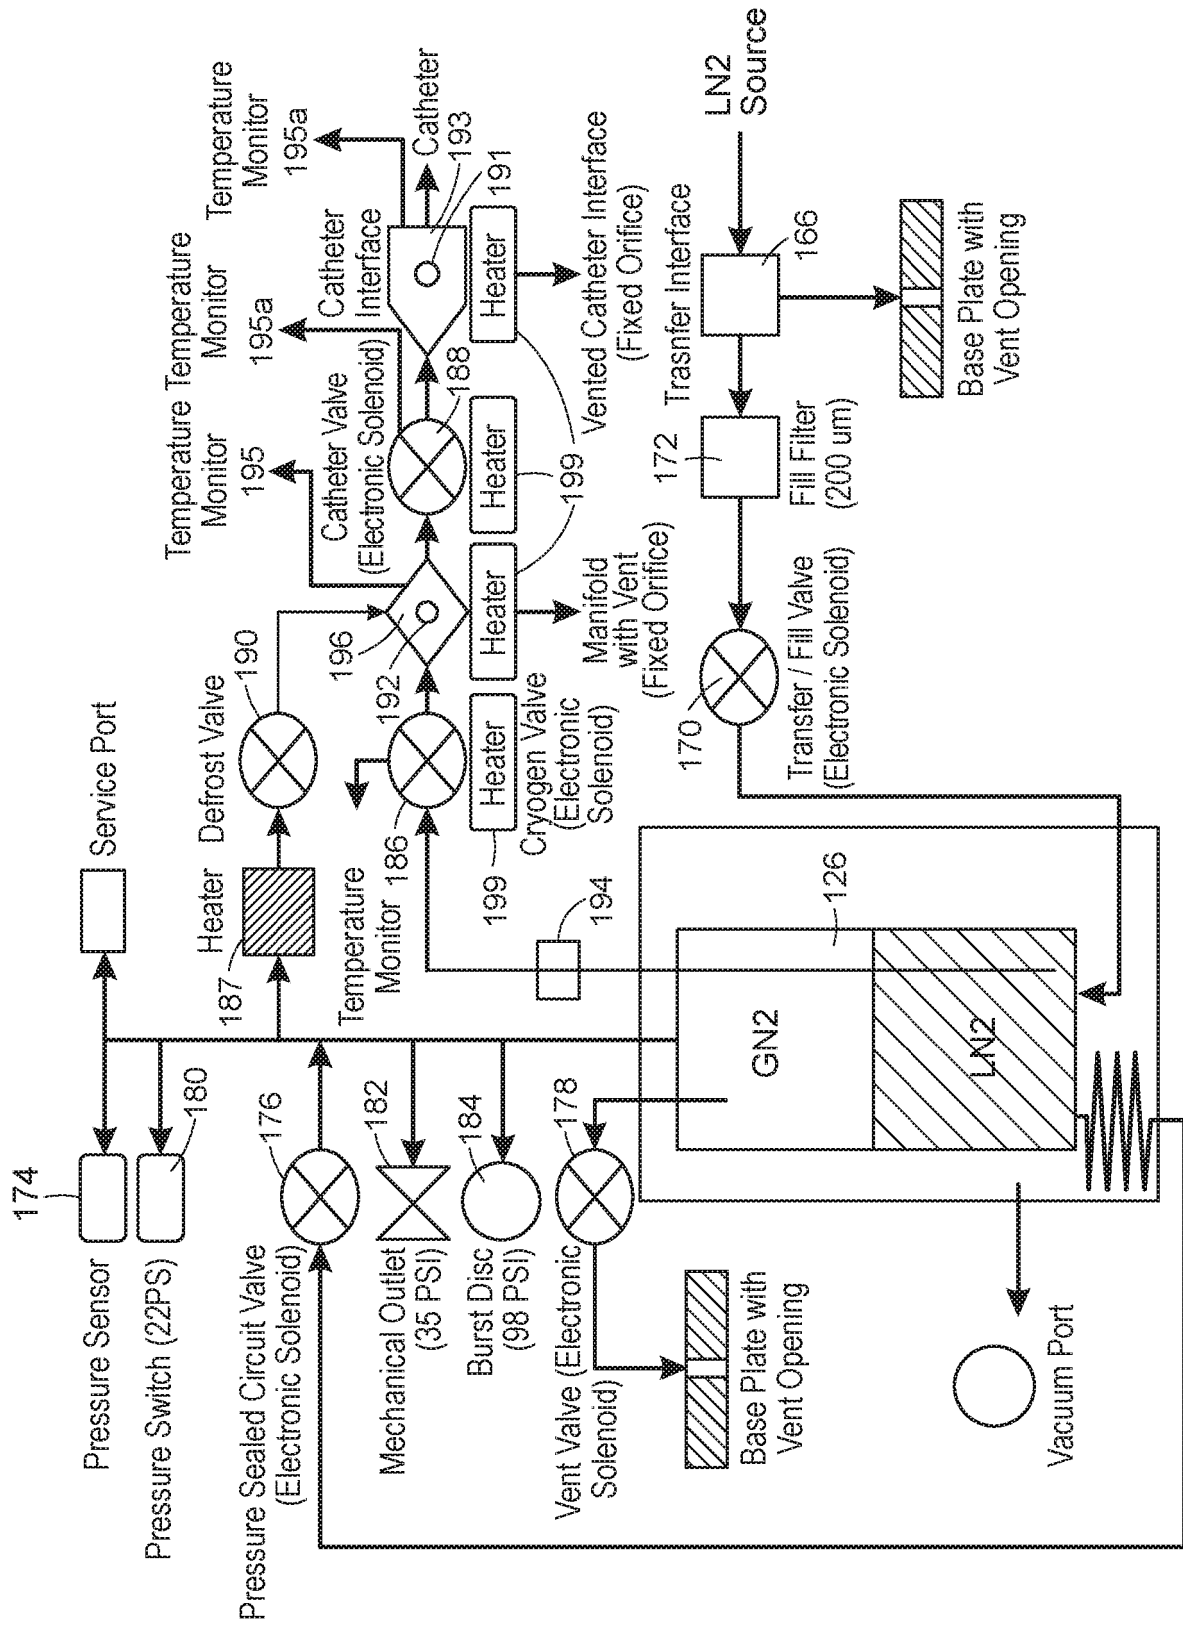 174
Pressure Sensor
180
Pressure Switch (22PS)
Service Port
176
Pressure Sealed Circuit Valve
(Electronic Solenoid)
187
Heater
Defrost Valve
190
182
Mechanical Outlet
(35 PSI)
184
Burst Disc
(98 PSI)
178
Vent Valve (Electronic
Solenoid)
Base Plate with
Vent Opening
Vacuum Port
Temperature
Monitor
186
199
Heater
Cryogen Valve
(Electronic
Solenoid)
194
126
GN2
LN2
196
192
Temperature
Monitor
195
Heater
Manifold
with Vent
(Fixed Orifice)
Catheter Valve
(Electronic Solenoid)
188
Temperature
Monitor
195a
Heater
199
Catheter
Interface
Temperature
Monitor
195a
Catheter
193
191
Heater
Vented Catheter Interface
(Fixed Orifice)
LN2
Source
Trasnfer Interface
166
Base Plate with
Vent Opening
172
Fill Filter
(200 um)
170
Transfer / Fill Valve
(Electronic Solenoid)